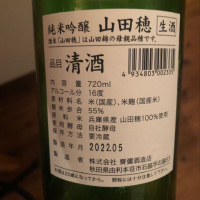 純米吟醸 山田穂 生酒
酒米「山田穂」は山田錦の母親品種です。
品目 清酒
内容量 720ml
アルコール分 16度
原材料名 米(国産)、米麹(国産米)
精米歩合 55%
使用酵母 自社酵母
保存方法 要冷蔵
原料米 兵庫県産 山田穂100%使用
製造年月 2022.05
株式会社 齋彌酒造店
秋田県由利本荘市石脇字石脇53
4934803002335